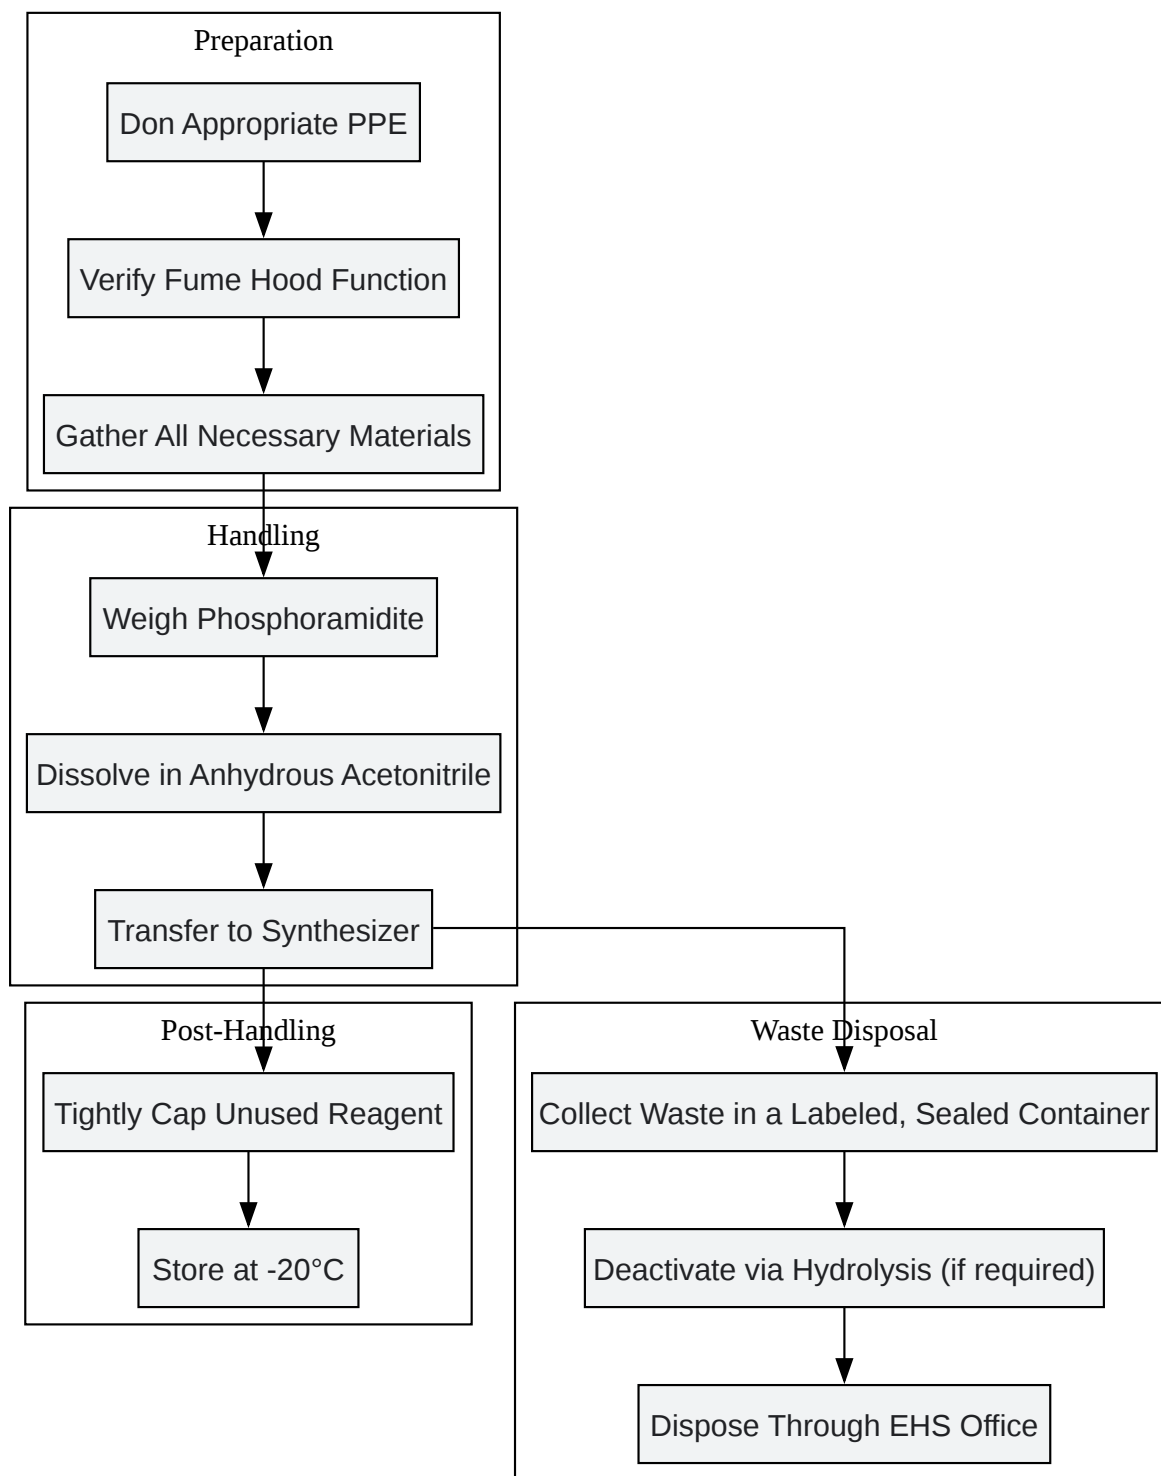 Preparation
Don Appropriate PPE
Verify Fume Hood Function
Gather All Necessary Materials
Handling
Weigh Phosphoramidite
Dissolve in Anhydrous Acetonitrile
Transfer to Synthesizer
Post-Handling
Tightly Cap Unused Reagent
Store at -20°C
Waste Disposal
Collect Waste in a Labeled, Sealed Container
Deactivate via Hydrolysis (if required)
Dispose Through EHS Office